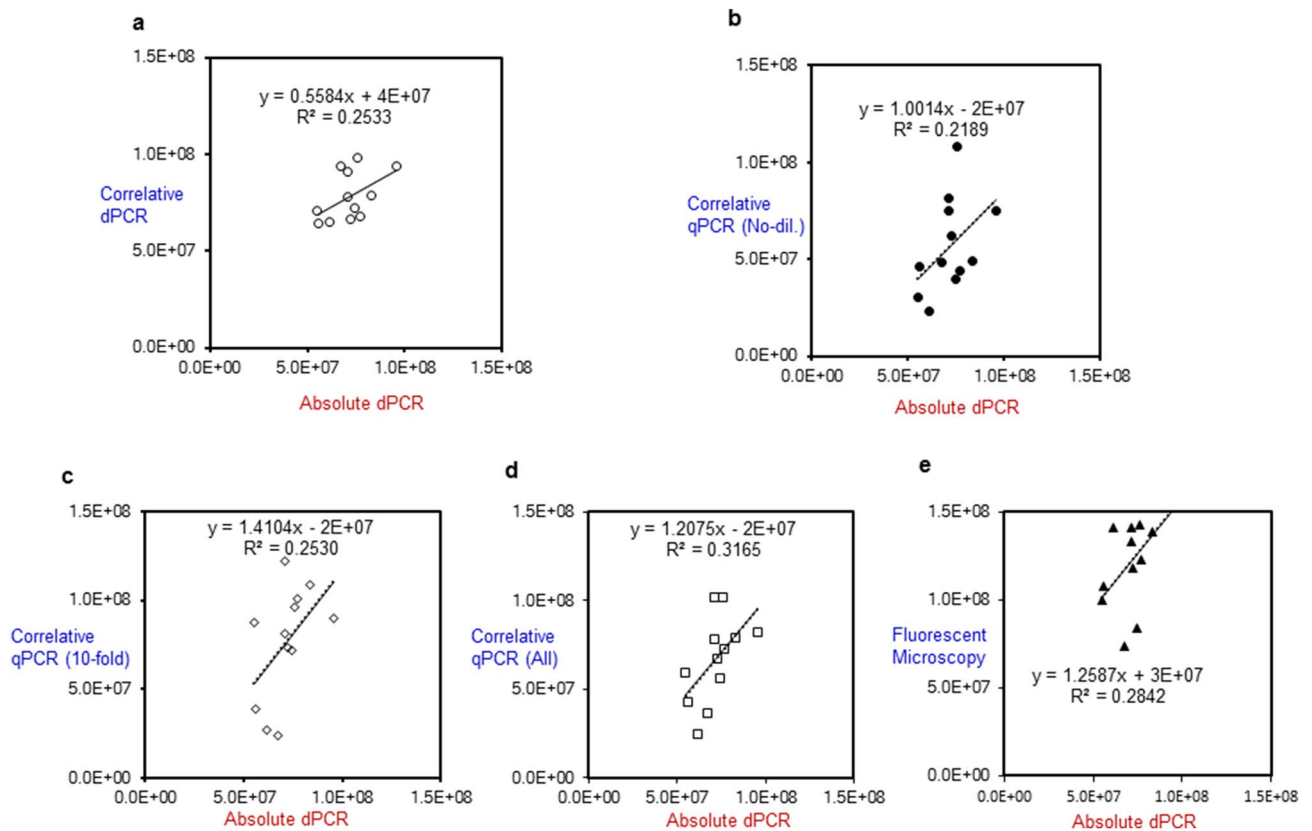 a
1.5E+08
y = 0.5584x + 4E+07
R² = 0.2533
1.0E+08
Correlative
dPCR
5.0E+07
0.0E+00
0.0E+00 5.0E+07 1.0E+08 1.5E+08
Absolute dPCR
b
1.5E+08
y = 1.0014x - 2E+07
R² = 0.2189
1.0E+08
Correlative
qPCR (No-dil.)
5.0E+07
0.0E+00
0.0E+00 5.0E+07 1.0E+08 1.5E+08
Absolute dPCR
c
1.5E+08
y = 1.4104x - 2E+07
R² = 0.2530
1.0E+08
Correlative
qPCR (10-fold)
5.0E+07
0.0E+00
0.0E+00 5.0E+07 1.0E+08 1.5E+08
Absolute dPCR
d
1.5E+08
y = 1.2075x - 2E+07
R² = 0.3165
1.0E+08
Correlative
qPCR (All)
5.0E+07
0.0E+00
0.0E+00 5.0E+07 1.0E+08 1.5E+08
Absolute dPCR
e
1.5E+08
1.0E+08
Fluorescent
Microscopy
5.0E+07
y = 1.2587x + 3E+07
R² = 0.2842
0.0E+00
0.0E+00 5.0E+07 1.0E+08 1.5E+08
Absolute dPCR